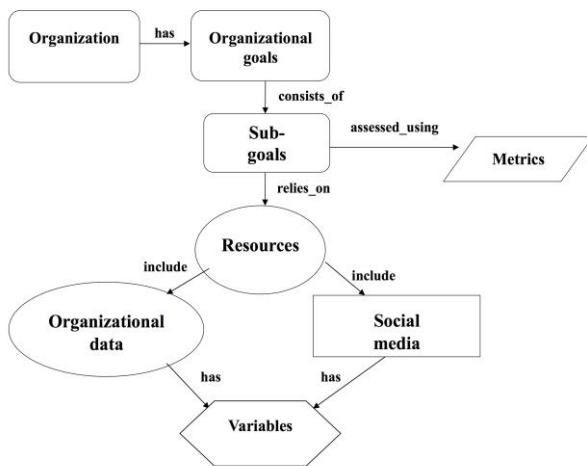 Organization
has
Organizational
goals
consists_of
Sub-
goals
assessed_using
Metrics
relies_on
Resources
include
include
Organizational
data
Social
media
has
has
Variables